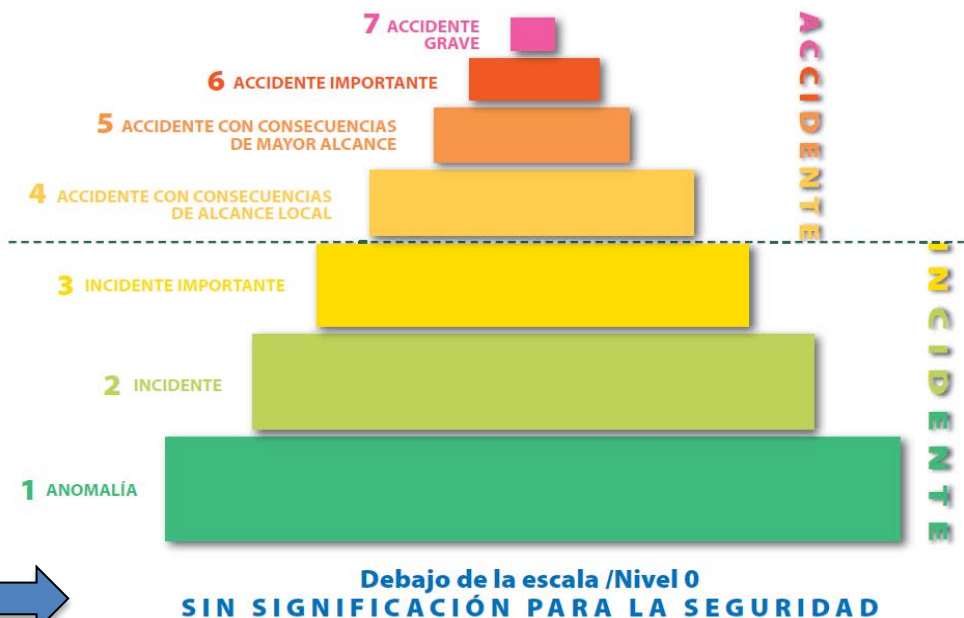 7 ACCIDENTE
GRAVE
6 ACCIDENTE IMPORTANTE
5 ACCIDENTE CON CONSECUENCIAS
DE MAYOR ALCANCE
4 ACCIDENTE CON CONSECUENCIAS
DE ALCANCE LOCAL
ACCIDENTE
3 INCIDENTE IMPORTANTE
2 INCIDENTE
1 ANOMALÍA
INCIDENTE
Debajo de la escala /Nivel 0
SIN SIGNIFICACIÓN PARA LA SEGURIDAD